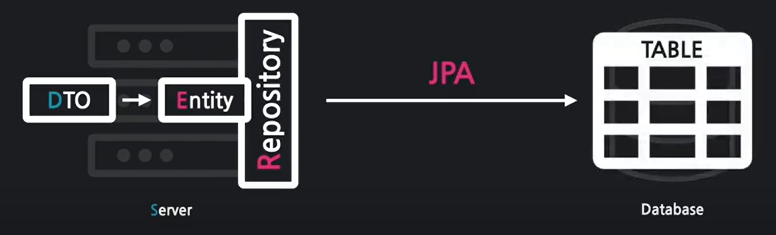 DTO
Entity
Repository
JPA
TABLE
Server
Database